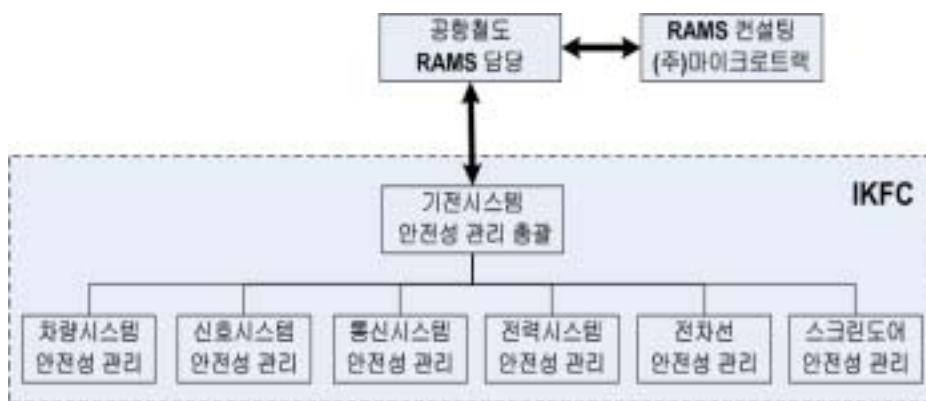 공항철도
RAMS 담당
RAMS 컨설팅
(주)마이크로트랙
IKFC
기전시스템
안전성 관리 총괄
차량시스템
안전성 관리
신호시스템
안전성 관리
통신시스템
안전성 관리
전력시스템
안전성 관리
전차선
안전성 관리
스크린도어
안전성 관리